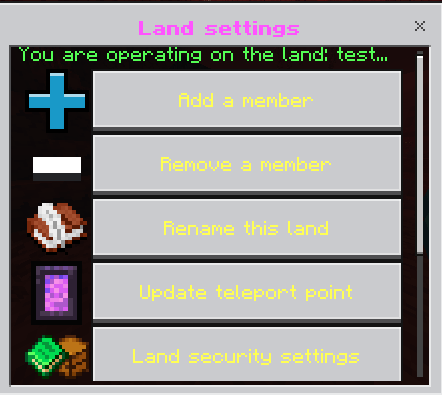 Land settings
You are operating on the land: test...
Add a member
Remove a member
Rename this land
Update teleport point
Land security settings